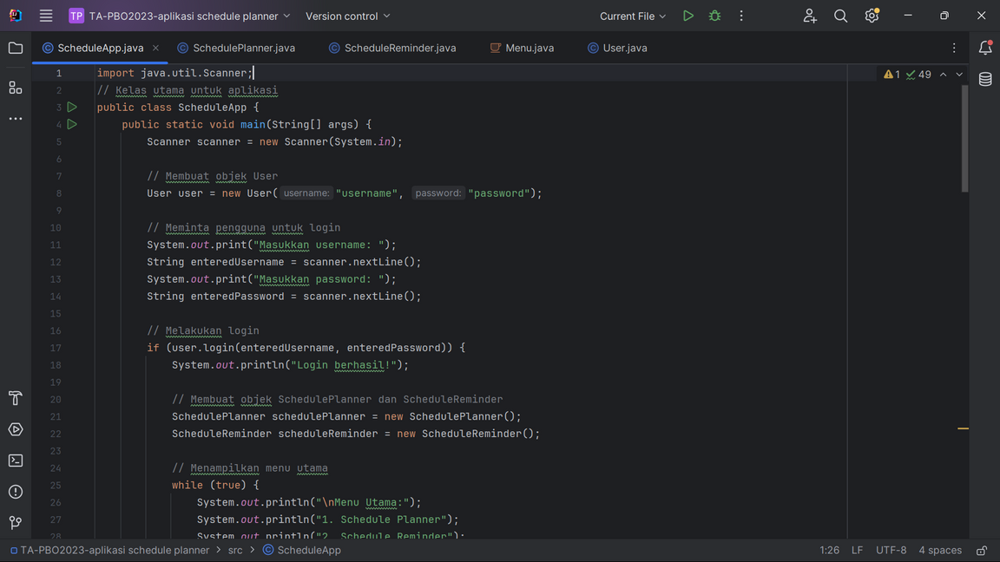 TP TA-PBO2023-aplikasi schedule planner Version control Current File
ScheduleApp.java SchedulePlanner.java ScheduleReminder.java Menu.java User.java
1 import java.util.Scanner; 1 49
2 // Kelas utama untuk aplikasi
3 public class ScheduleApp {
4 public static void main(String[] args) {
5 Scanner scanner = new Scanner(System.in);
6
7 // Membuat objek User
8 User user = new User( username: "username", password: "password");
9
10 // Meminta pengguna untuk login
11 System.out.print("Masukkan username: ");
12 String enteredUsername = scanner.nextLine();
13 System.out.print("Masukkan password: ");
14 String enteredPassword = scanner.nextLine();
15
16 // Melakukan login
17 if (user.login(enteredUsername, enteredPassword)) {
18 System.out.println("Login berhasil!");
19
20 // Membuat objek SchedulePlanner dan ScheduleReminder
21 SchedulePlanner schedulePlanner = new SchedulePlanner();
22 ScheduleReminder scheduleReminder = new ScheduleReminder();
23
24 // Menampilkan menu utama
25 while (true) {
26 System.out.println("\nMenu Utama:");
27 System.out.println("1. Schedule Planner");
28 System.out.println("2. Schedule Reminder");
TA-PBO2023-aplikasi schedule planner > src > ScheduleApp 1:26 LF UTF-8 4 spaces